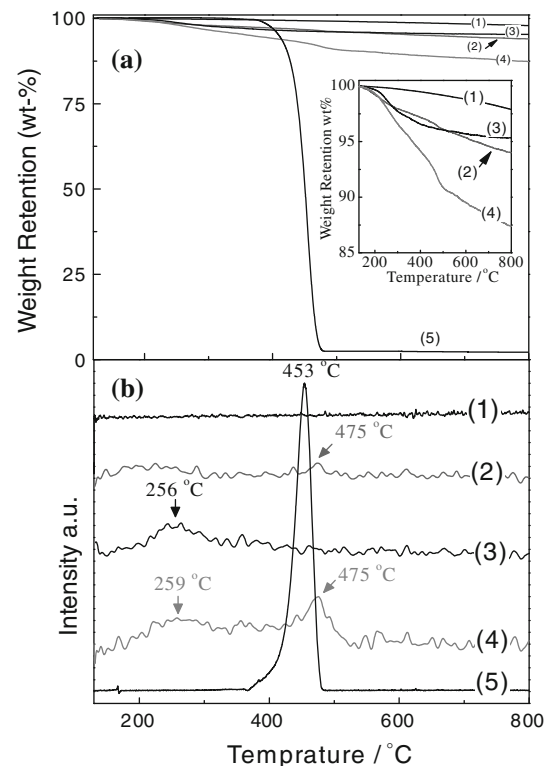 100
(1)
(3)
(a)
(2)
(4)
75
50
25
0
Weight Retention (wt-%)
100
95
90
85
(1)
(3)
(2)
(4)
Weight Retention wt%
200 400 600 800
Temperature / °C
(5)
(b)
453 °C
(1)
475 °C
(2)
256 °C
(3)
259 °C
475 °C
(4)
(5)
Intensity a.u.
200 400 600 800
Temprature / °C